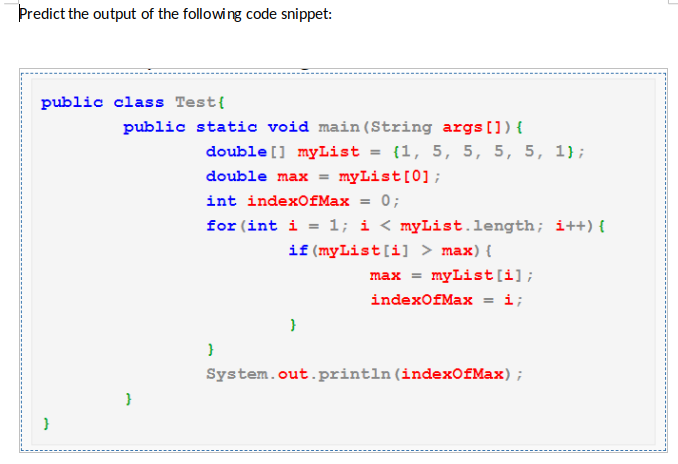 Predict the output of the following code snippet:
public class Test{
public static void main(String args[]){
double[] myList = {1, 5, 5, 5, 5, 1};
double max = myList[0];
int indexOfMax = 0;
for(int i = 1; i < myList.length; i++){
if(myList[i] > max){
max = myList[i];
indexOfMax = i;
}
}
System.out.println(indexOfMax);
}
}